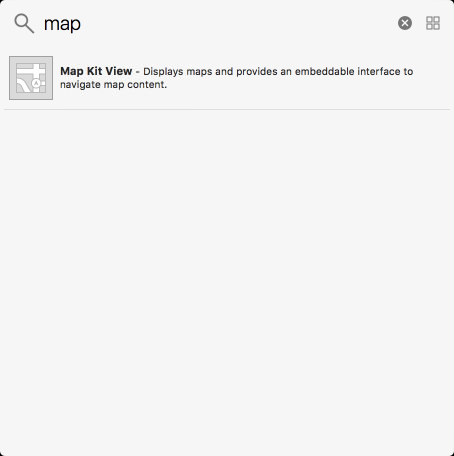 map
Map Kit View - Displays maps and provides an embeddable interface to
navigate map content.